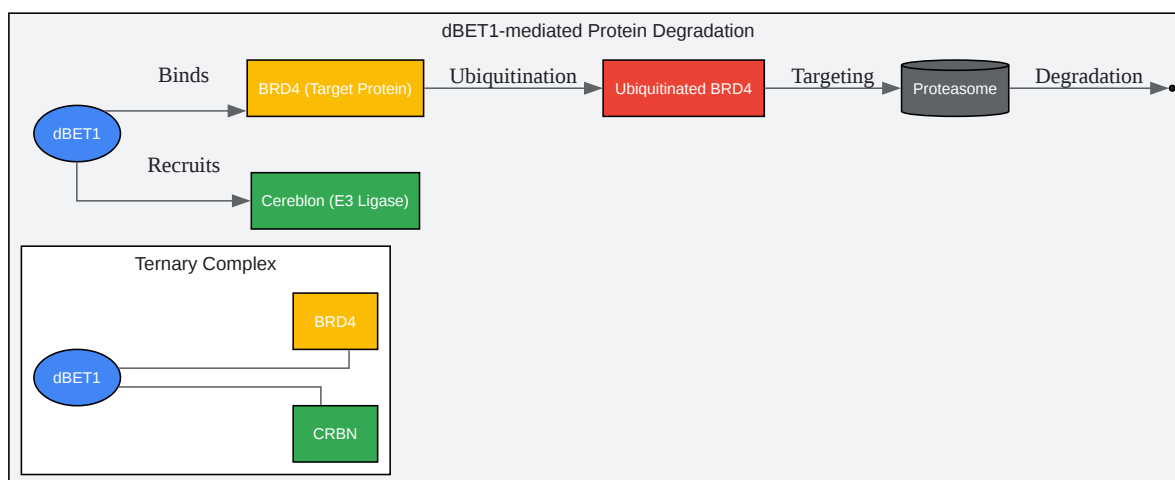 dBET1-mediated Protein Degradation
Binds
BRD4 (Target Protein)
Ubiquitination
Ubiquitinated BRD4
Targeting
Proteasome
Degradation
dBET1
Recruits
Cereblon (E3 Ligase)
Ternary Complex
BRD4
dBET1
CRBN